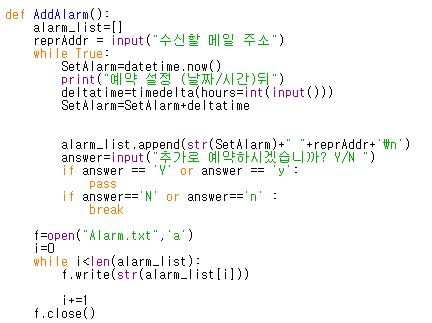 def AddAlarm():
    alarm_list=[]
    reprAddr = input("수신할 메일 주소")
    while True:
        SetAlarm=datetime.now()
        print("예약 설정 (날짜/시간)뒤")
        deltatime=timedelta(hours=int(input()))
        SetAlarm=SetAlarm+deltatime
        alarm_list.append(str(SetAlarm)+" "+reprAddr+'₩n')
        answer=input("추가로 예약하시겠습니까? Y/N ")
        if answer == 'Y' or answer == 'y':
            pass
        if answer=='N' or answer=='n' :
            break
    f=open("Alarm.txt",'a')
    i=0
    while i<len(alarm_list):
        f.write(str(alarm_list[i]))
        i+=1
    f.close()